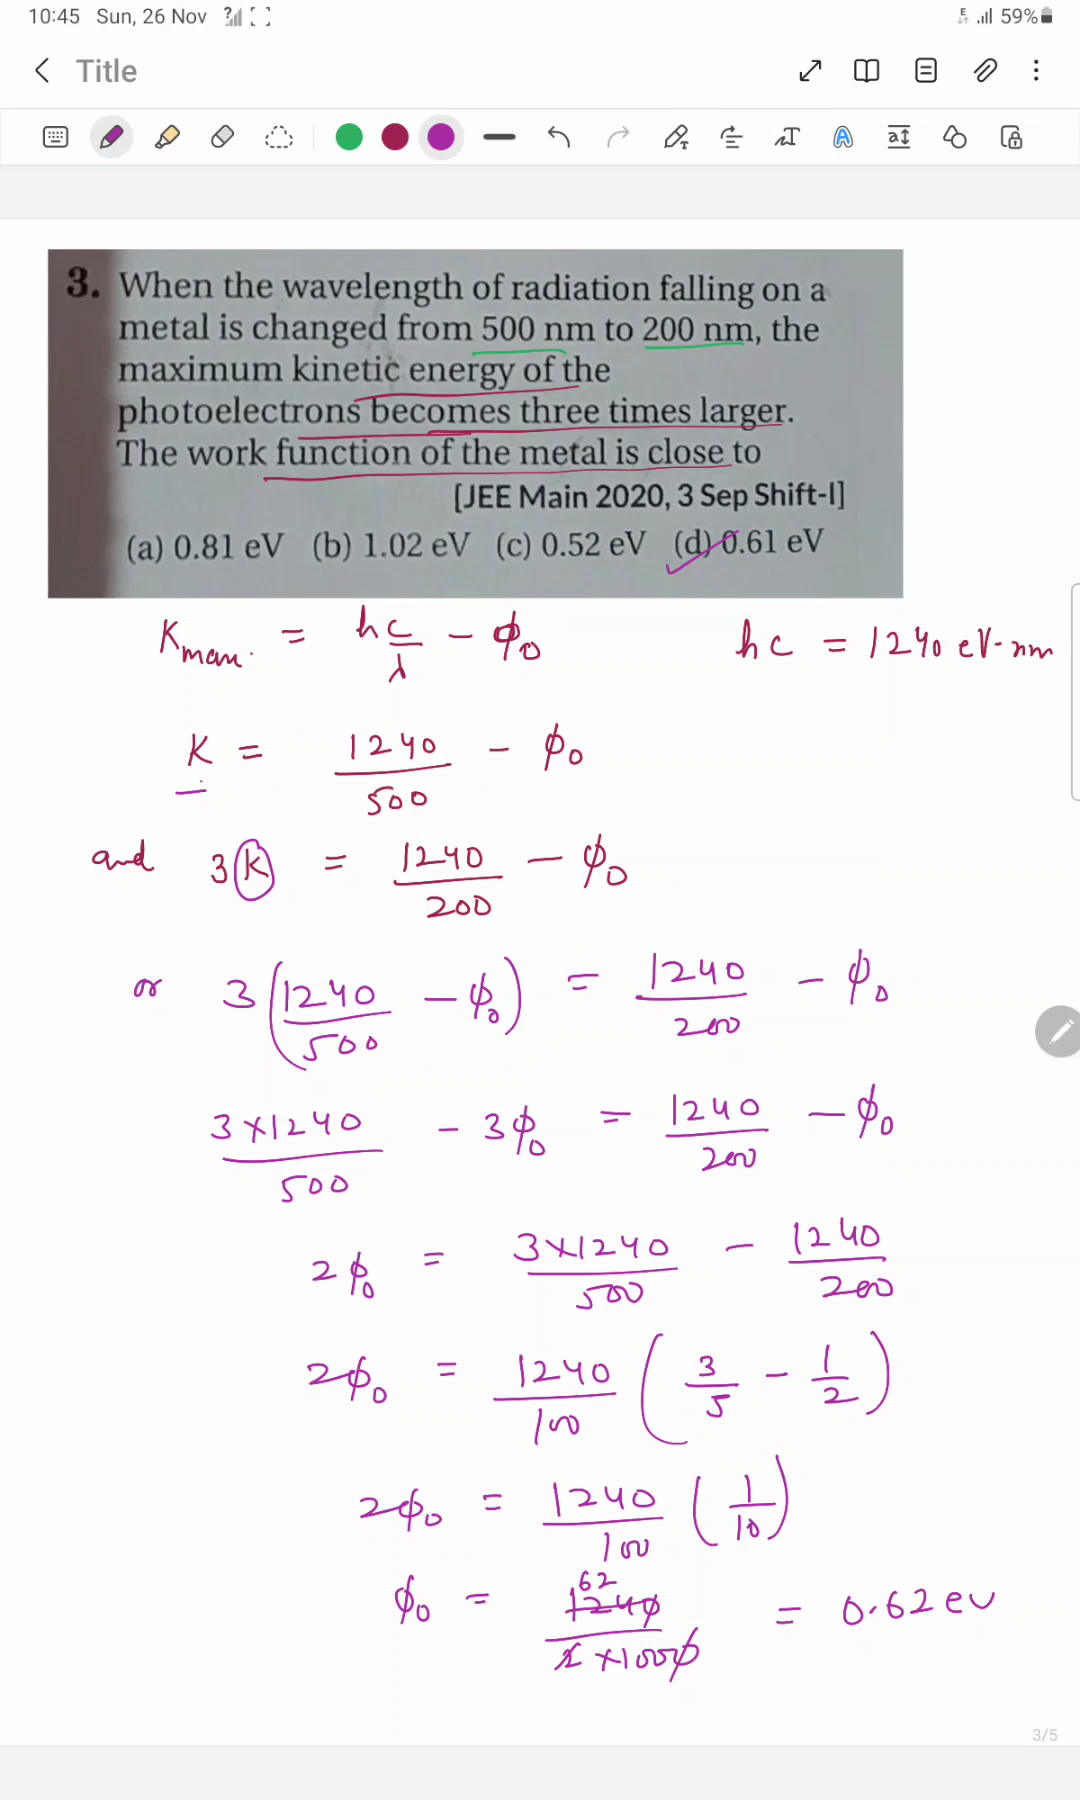 10:45 Sun, 26 Nov
59%
Title
3. When the wavelength of radiation falling on a
metal is changed from 500 nm to 200 nm, the
maximum kinetic energy of the
photoelectrons becomes three times larger.
The work function of the metal is close to
[JEE Main 2020, 3 Sep Shift-I]
(a) 0.81 eV (b) 1.02 eV (c) 0.52 eV (d) 0.61 eV
Kmax. = hc/λ - ϕ0 hc = 1240 eV-nm
K = 1240/500 - ϕ0
and 3K = 1240/200 - ϕ0
or 3(1240/500 - ϕ0) = 1240/200 - ϕ0
3×1240/500 - 3ϕ0 = 1240/200 - ϕ0
2ϕ0 = 3×1240/500 - 1240/200
2ϕ0 = 1240/100 (3/5 - 1/2)
2ϕ0 = 1240/100 (1/10)
62
ϕ0 = 1240/2×1000 = 0.62 ev
3/5